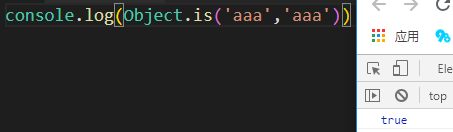 console.log(Object.is('aaa','aaa'))
应用
Ele
top
true